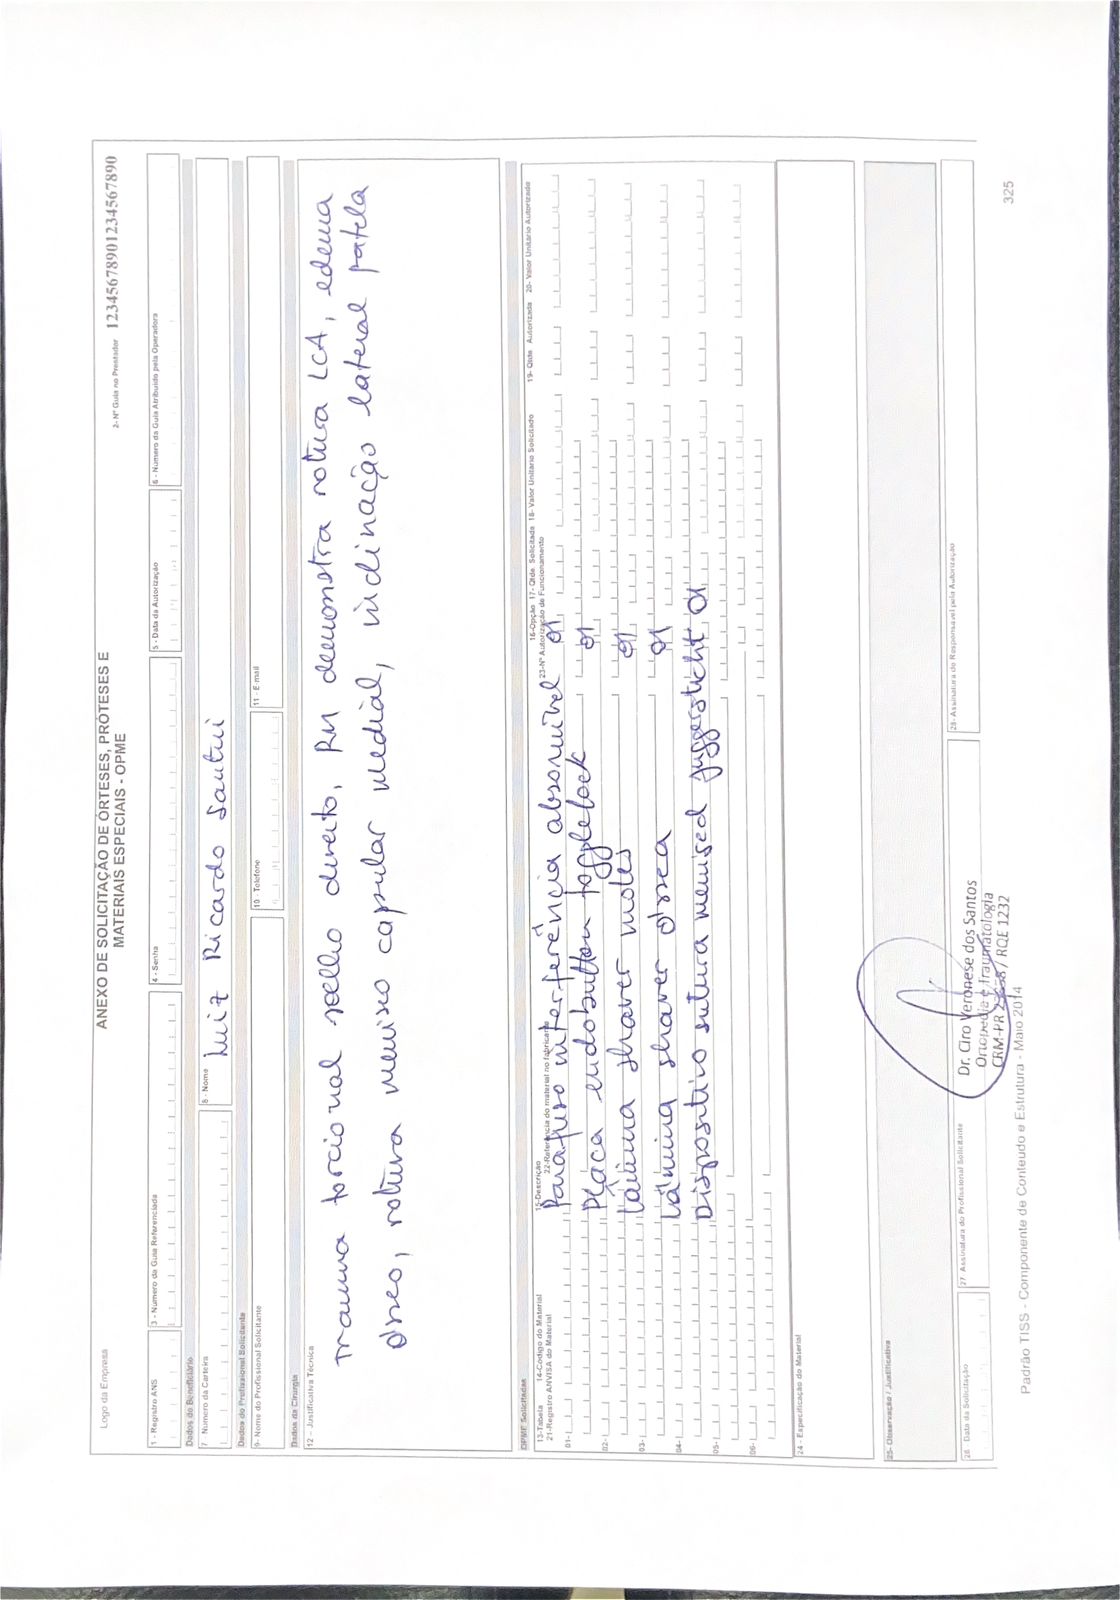 Logo da Empresa
ANEXO DE SOLICITAÇÃO DE ÓRTESES, PRÓTESES E
MATERIAIS ESPECIAIS - OPME
2- Nº Guia no Prestador 12345678901234567890
1 - Registro ANS
3 - Número da Guia Referenciada
4 - Senha
5 - Data da Autorização
6 - Número da Guia Atribuído pela Operadora
Dados do Beneficiário
7 Número da Carteira
8 - Nome
Luiz Ricardo Santui
Dados do Profissional Solicitante
9- Nome do Profissional Solicitante
10 - Telefone
11 - E-mail
Dados da Cirurgia
12 – Justificativa Técnica
trauma torcional joelho direito, RM demonstra rotura LCA, edema
ósseo, rotura menisco capsular medial, inclinação lateral patela
OPME Solicitadas
13-Tabela 14-Código do Material 15-Descrição 16-Opção 17- Qtde. Solicitada 18- Valor Unitário Solicitado 19- Qtde. Autorizada 20- Valor Unitário Autorizado
21-Registro ANVISA do Material 22-Referência do material no fabricante 23-Nº Autorização de Funcionamento
01- Parafuso interferência absorvível 01
02- Placa endobutton togglelock 01
03- Lâmina shaver moles 01
04- Lâmina shaver óssea 01
05- Dispositivo sutura menisco juggerstitch 01
06-
24 - Especificação do Material
25- Observação / Justificativa
26 - Data da Solicitação
27 Assinatura do Profissional Solicitante
28- Assinatura do Responsável pela Autorização
Dr. Ciro Veronese dos Santos
Ortopedia e Traumatologia
CRM-PR / RQE 1232
Padrão TISS - Componente de Conteúdo e Estrutura - Maio 2014
325